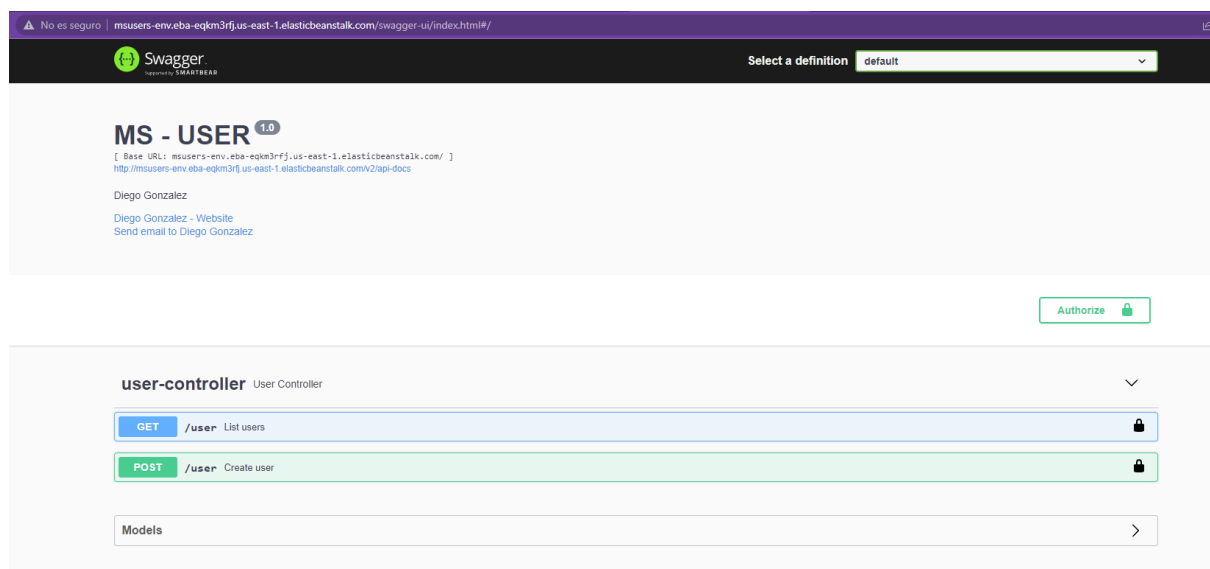 No es seguro | msusers-env.eba-eqkm3rfj.us-east-1.elasticbeanstalk.com/swagger-ui/index.html#/
{...} Swagger.
Supported by SMARTBEAR
Select a definition default
MS - USER 1.0
[ Base URL: msusers-env.eba-eqkm3rfj.us-east-1.elasticbeanstalk.com/ ]
http://msusers-env.eba-eqkm3rfj.us-east-1.elasticbeanstalk.com/v2/api-docs
Diego Gonzalez
Diego Gonzalez - Website
Send email to Diego Gonzalez
Authorize
user-controller User Controller
GET /user List users
POST /user Create user
Models